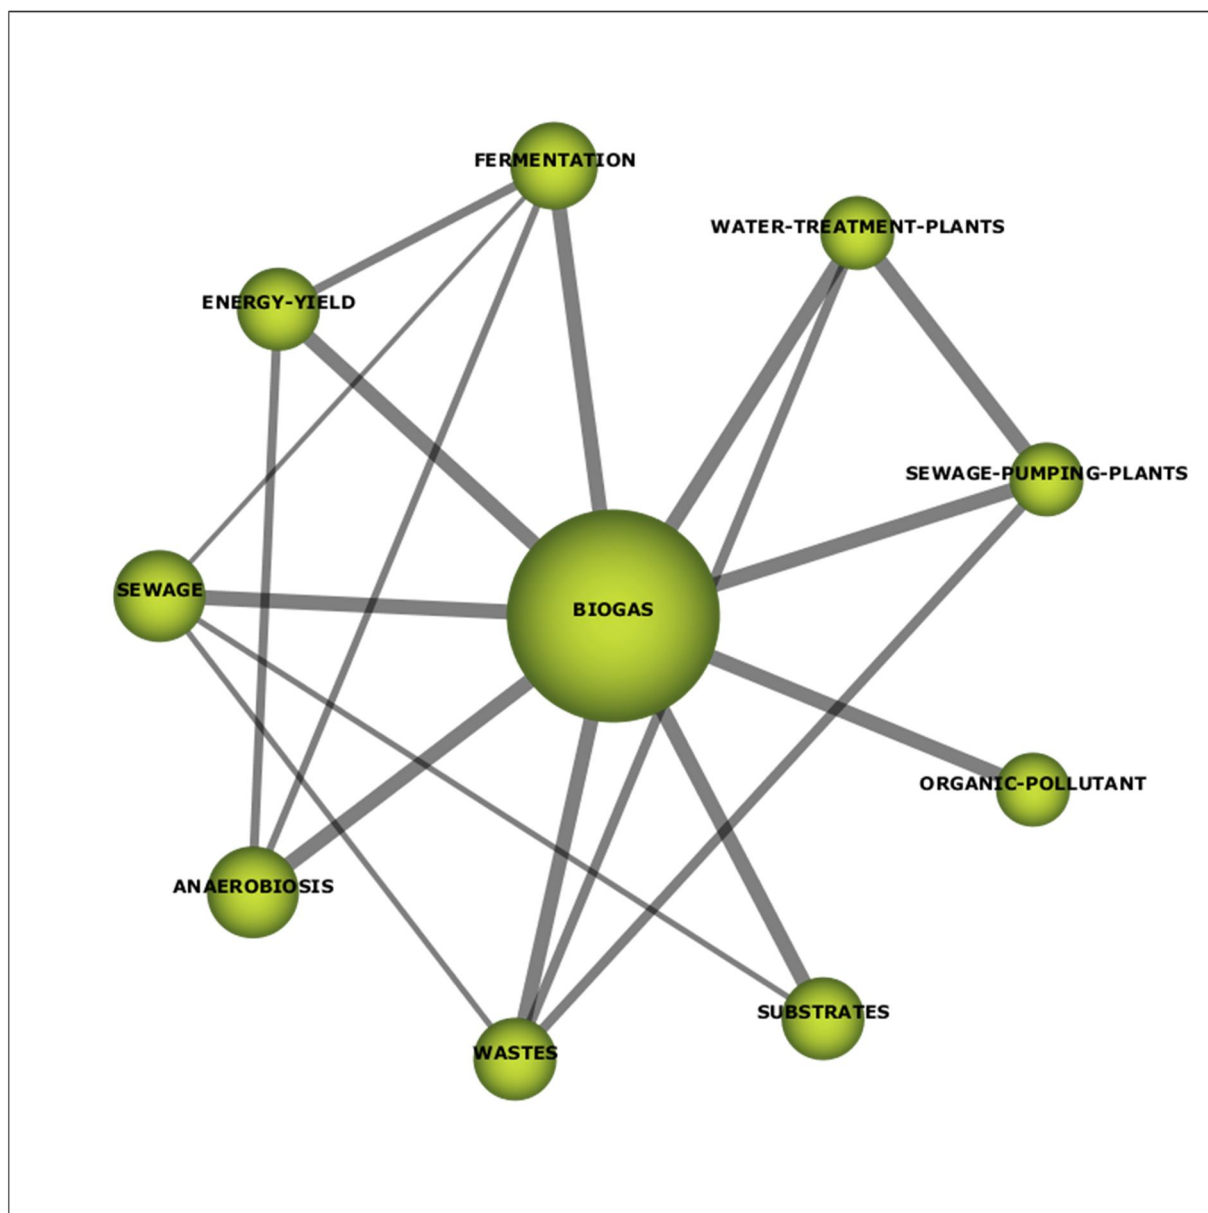 FERMENTATION
WATER-TREATMENT-PLANTS
ENERGY-YIELD
SEWAGE-PUMPING-PLANTS
SEWAGE
BIOGAS
ORGANIC-POLLUTANT
ANAEROBIOSIS
SUBSTRATES
WASTES